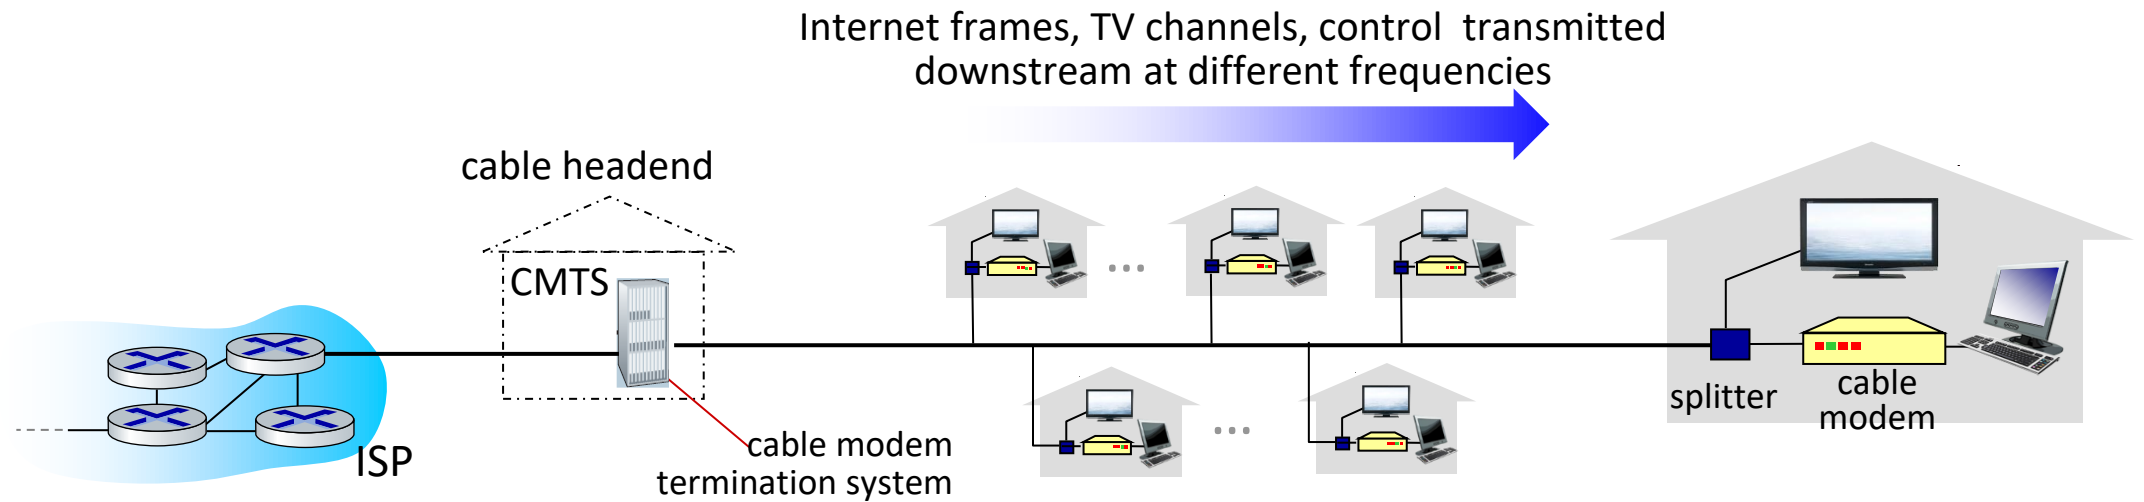 Internet frames, TV channels, control  transmitted
downstream at different frequencies
cable headend
CMTS
ISP
cable modem
termination system
splitter
cable
modem